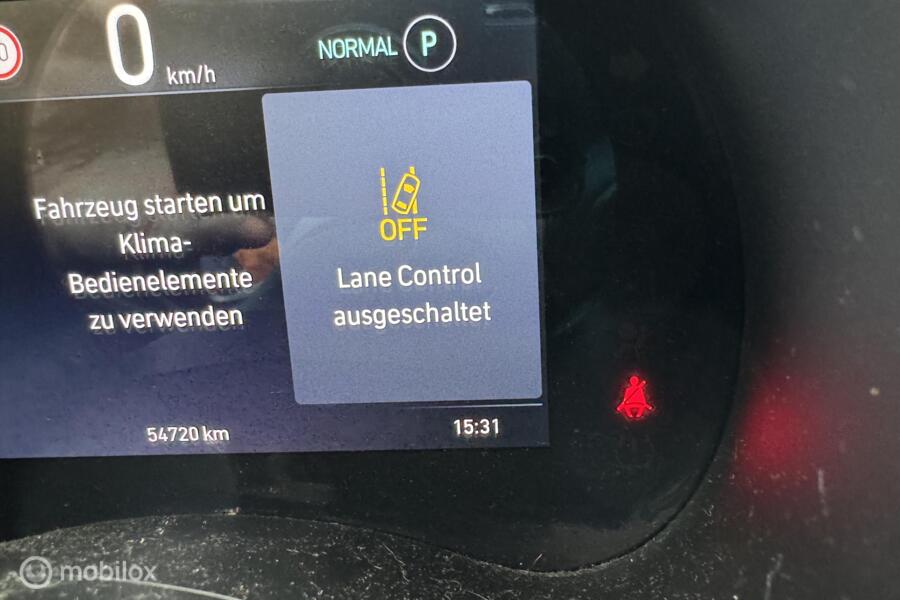 0
km/h
NORMAL P
Fahrzeug starten um
Klima-
Bedienelemente
zu verwenden
OFF
Lane Control
ausgeschaltet
54720 km
15:31
mobilox